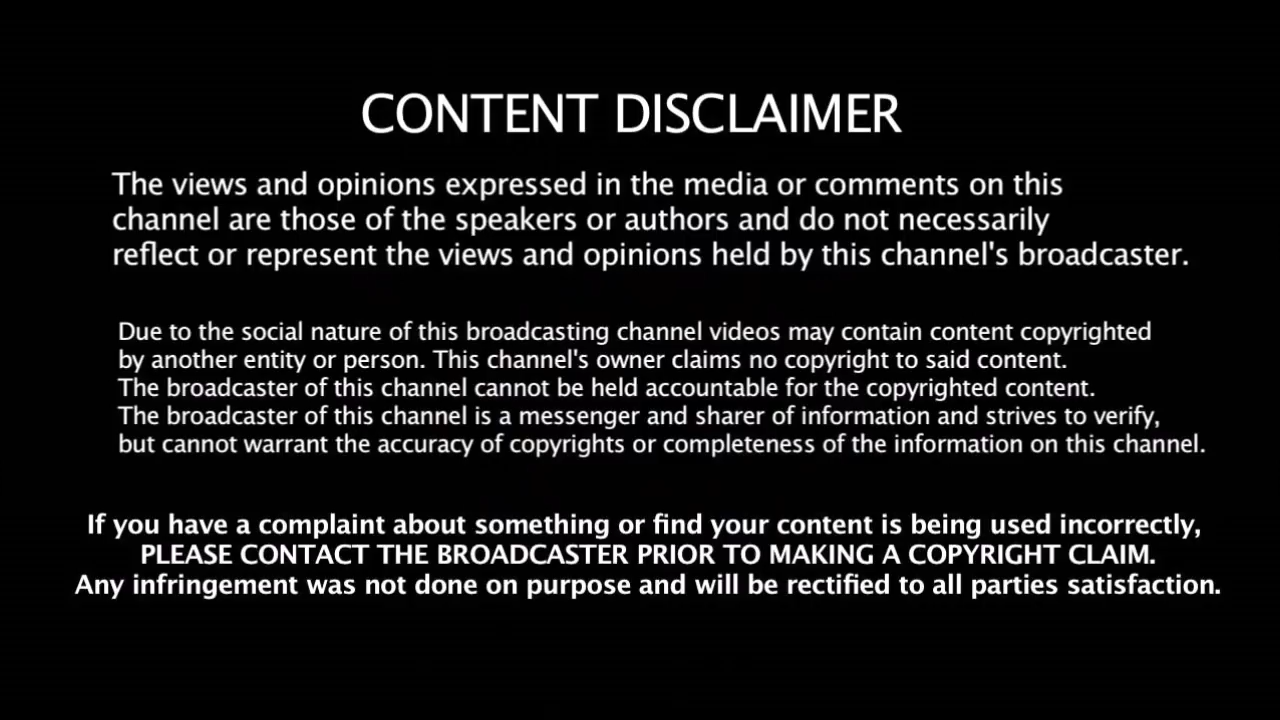 CONTENT DISCLAIMER
The views and opinions expressed in the media or comments on this
channel are those of the speakers or authors and do not necessarily
reflect or represent the views and opinions held by this channel's broadcaster.
Due to the social nature of this broadcasting channel videos may contain content copyrighted
by another entity or person. This channel's owner claims no copyright to said content.
The broadcaster of this channel cannot be held accountable for the copyrighted content.
The broadcaster of this channel is a messenger and sharer of information and strives to verify,
but cannot warrant the accuracy of copyrights or completeness of the information on this channel.
If you have a complaint about something or find your content is being used incorrectly,
PLEASE CONTACT THE BROADCASTER PRIOR TO MAKING A COPYRIGHT CLAIM.
Any infringement was not done on purpose and will be rectified to all parties satisfaction.